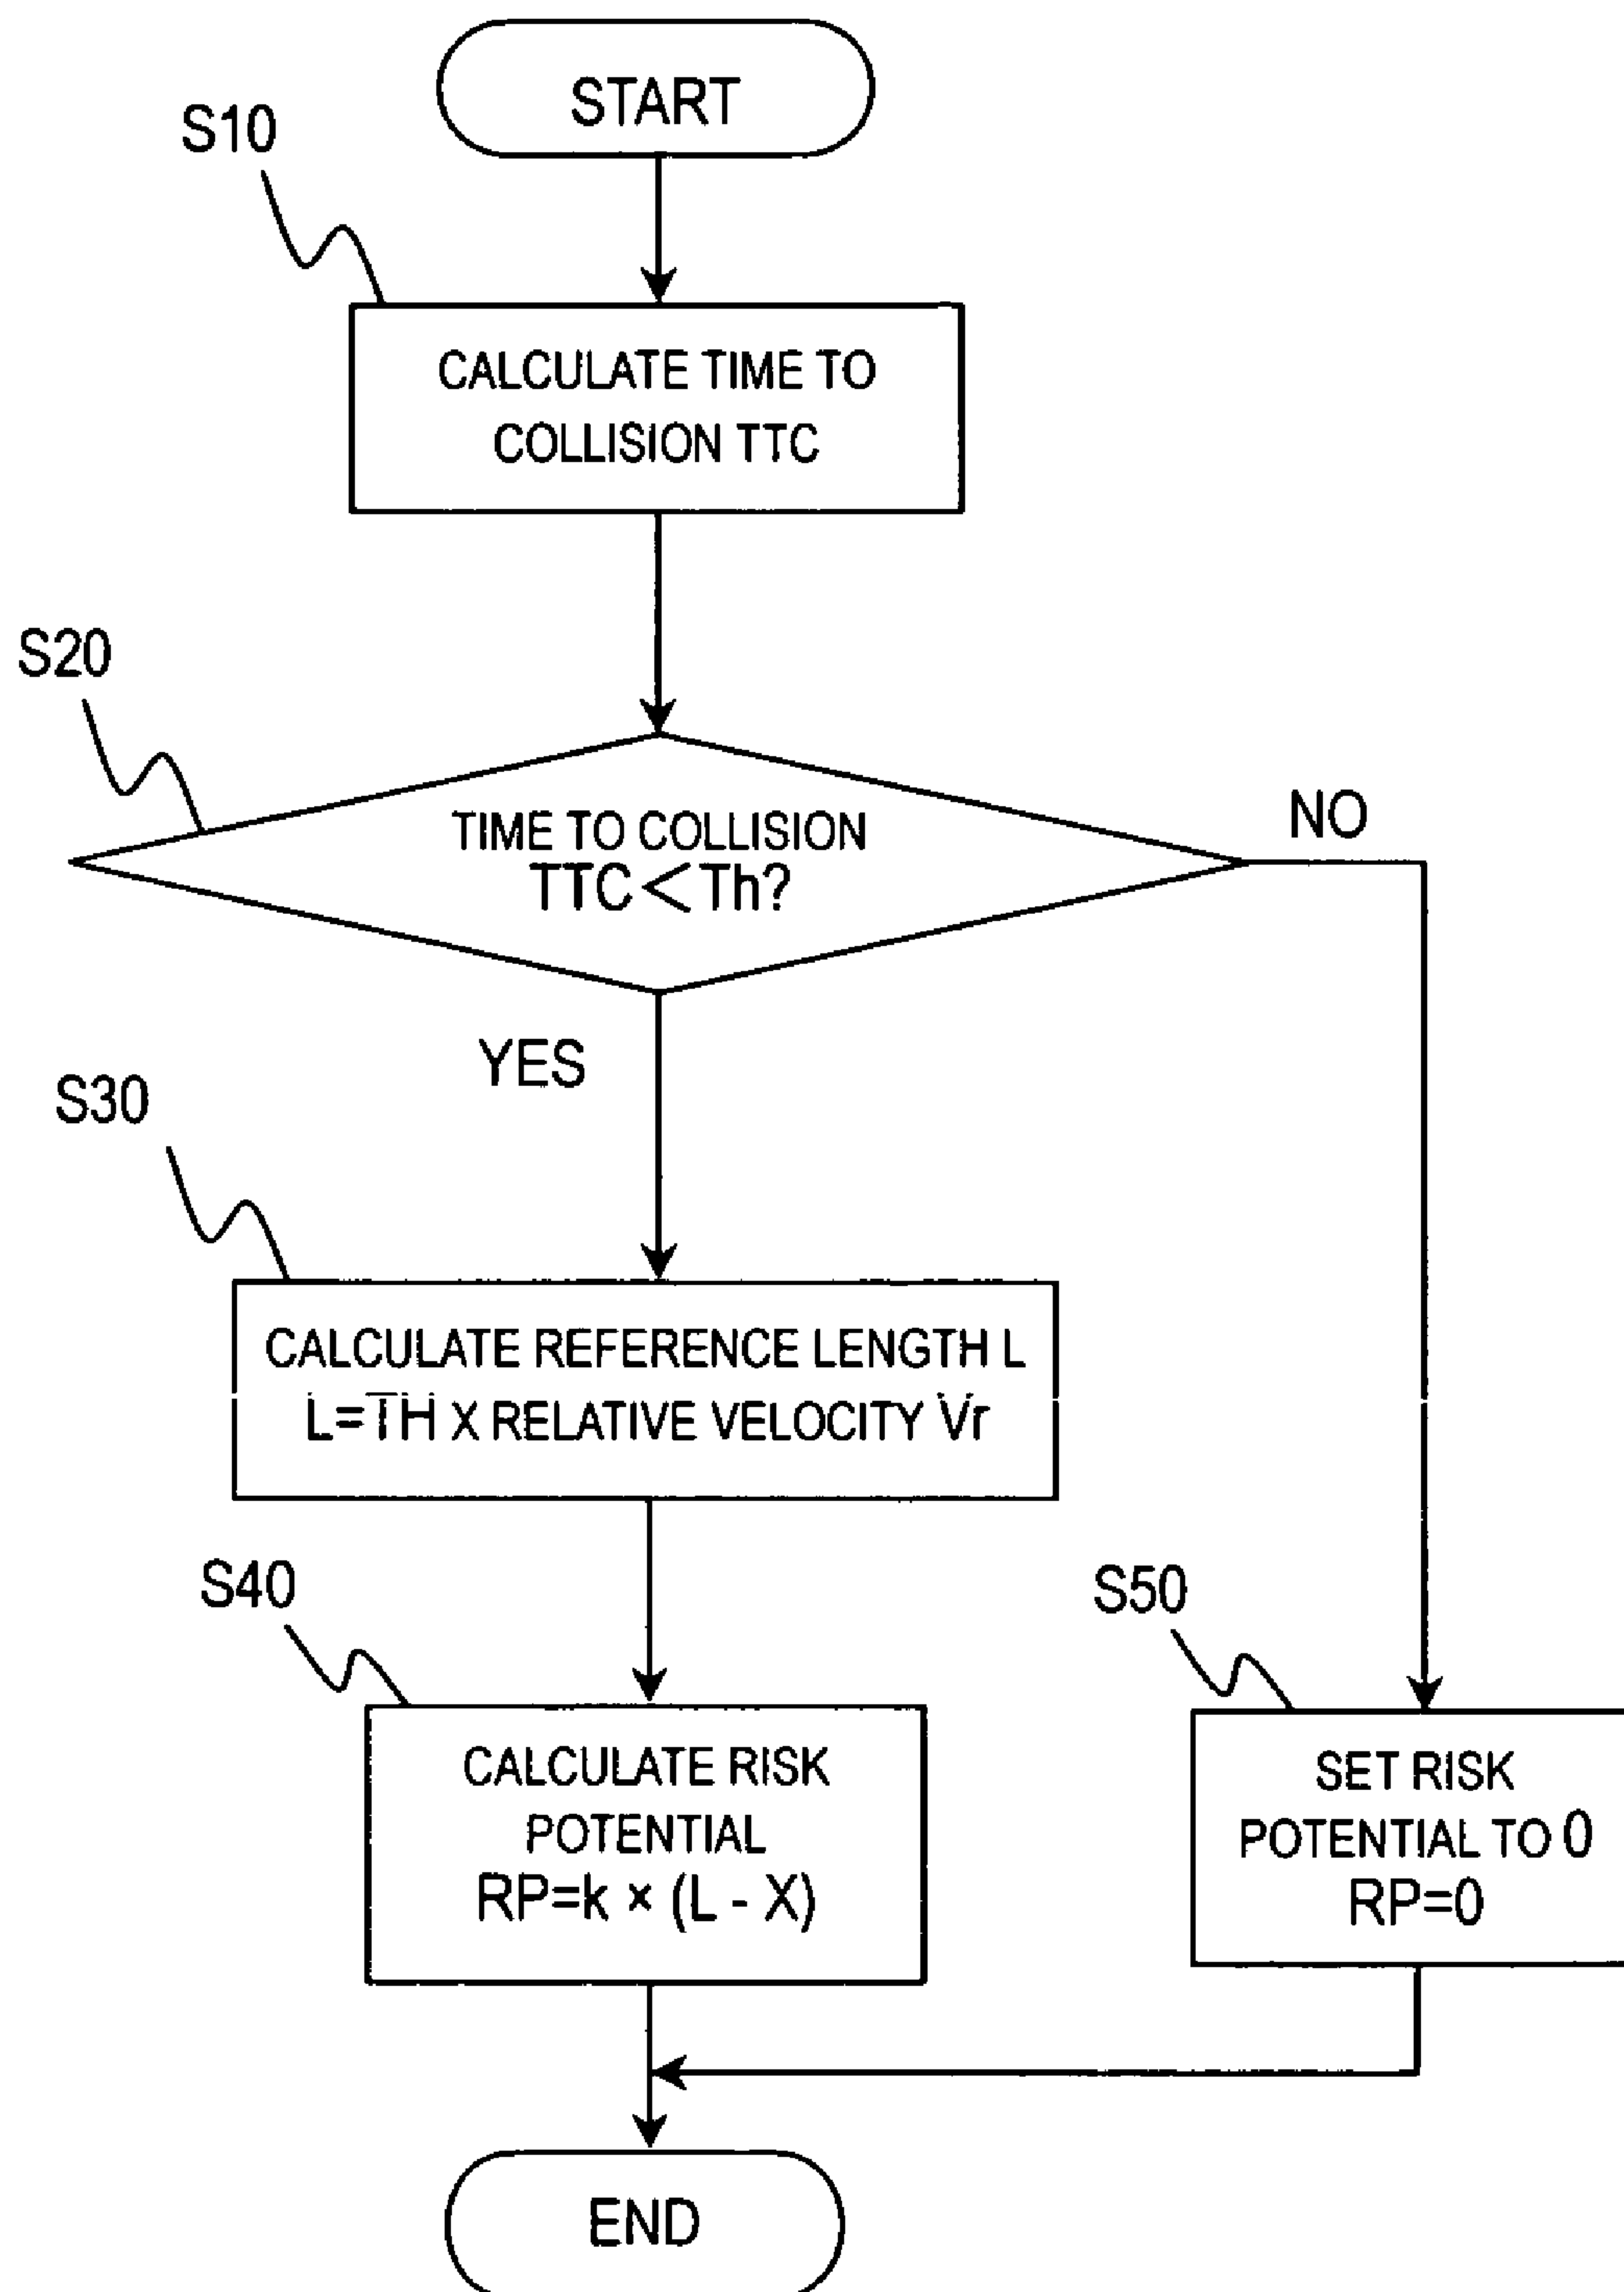 START
S10
CALCULATE TIME TO
COLLISION TTC
S20
TIME TO COLLISION
TTC<Th?
NO
YES
S30
CALCULATE REFERENCE LENGTH L
L=TH X RELATIVE VELOCITY Vr
S40
CALCULATE RISK
POTENTIAL
RP=k × (L - X)
S50
SET RISK
POTENTIAL TO 0
RP=0
END